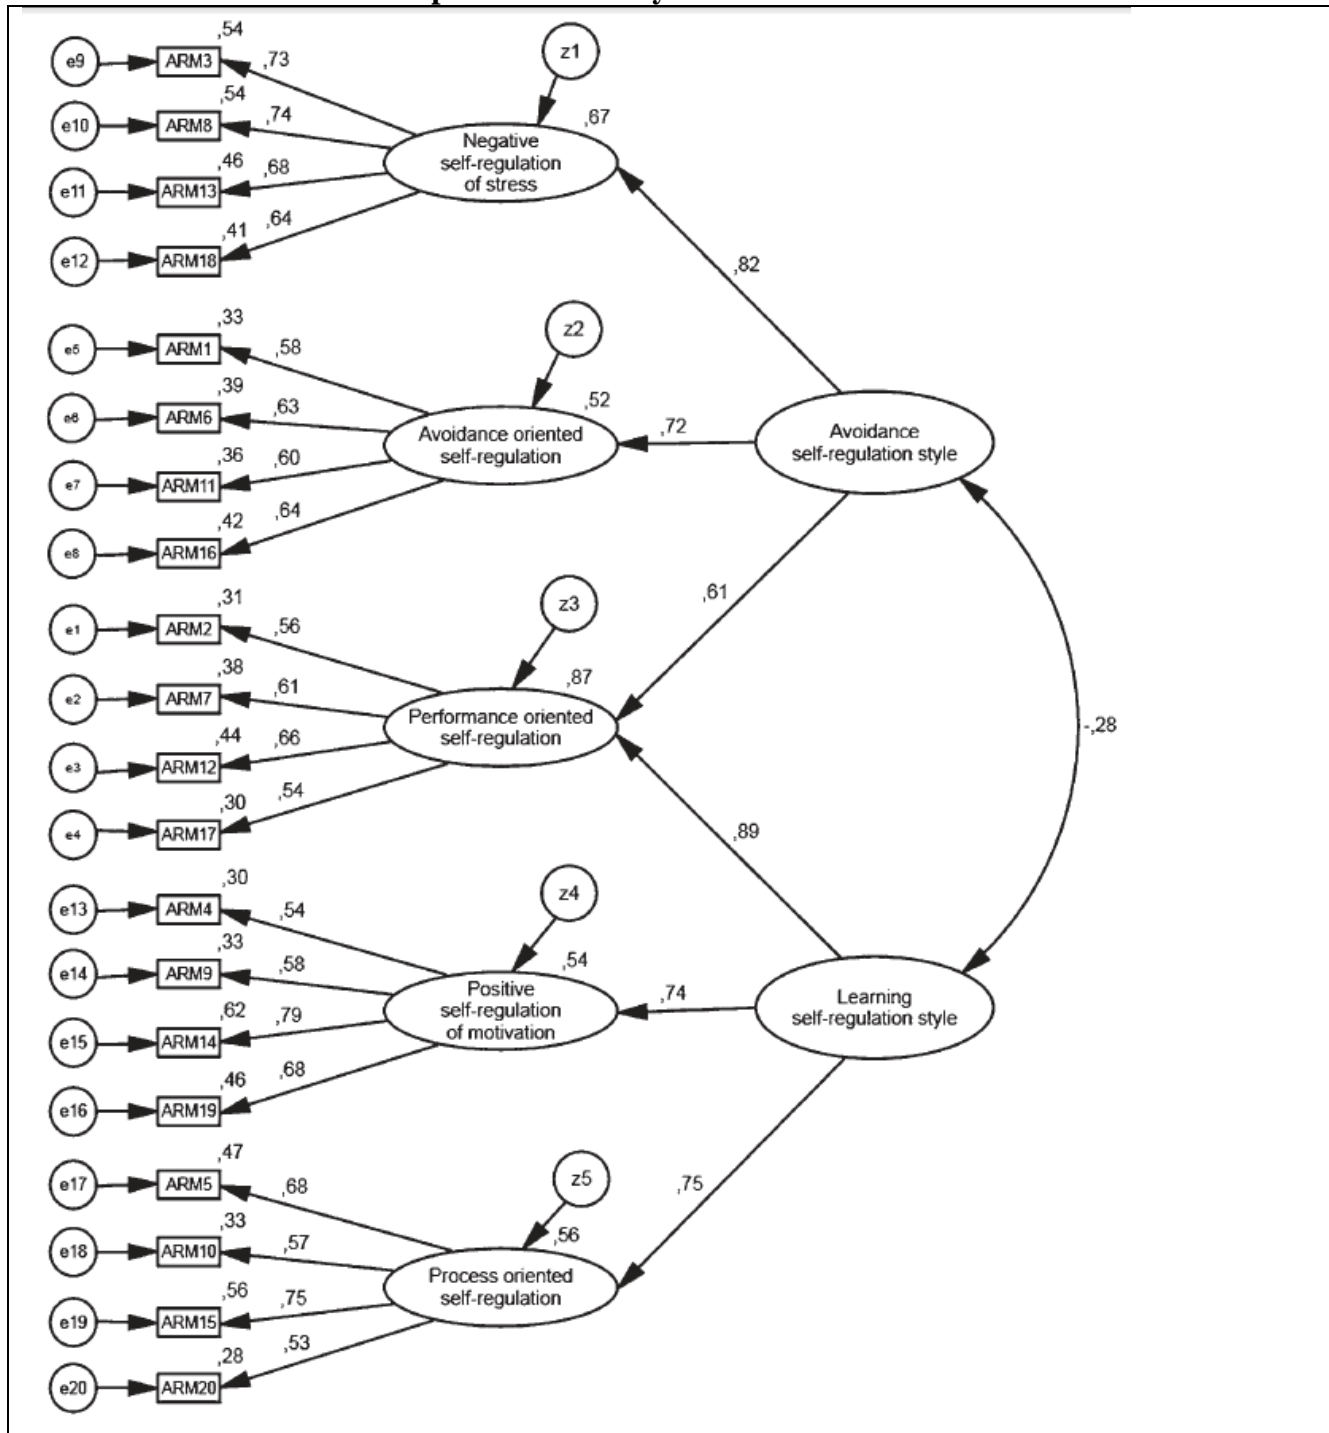 ,54
e9
ARM3
,73
z1
,54
e10
ARM8
,74
,67
Negative
self-regulation
of stress
,46
e11
ARM13
,68
,41
e12
ARM18
,64
,82
,33
e5
ARM1
,58
z2
,39
e6
ARM6
,63
,52
Avoidance oriented
self-regulation
,72
Avoidance
self-regulation style
,36
e7
ARM11
,60
,42
e8
ARM16
,64
,61
,31
e1
ARM2
,56
z3
,38
e2
ARM7
,61
,87
Performance oriented
self-regulation
-,28
,44
e3
ARM12
,66
,30
e4
ARM17
,54
,89
,30
e13
ARM4
,54
z4
,33
e14
ARM9
,58
,54
Positive
self-regulation
of motivation
,74
Learning
self-regulation style
,62
e15
ARM14
,79
,46
e16
ARM19
,68
,47
e17
ARM5
,68
z5
,75
,33
e18
ARM10
,57
,56
Process oriented
self-regulation
,56
e19
ARM15
,75
,28
e20
ARM20
,53